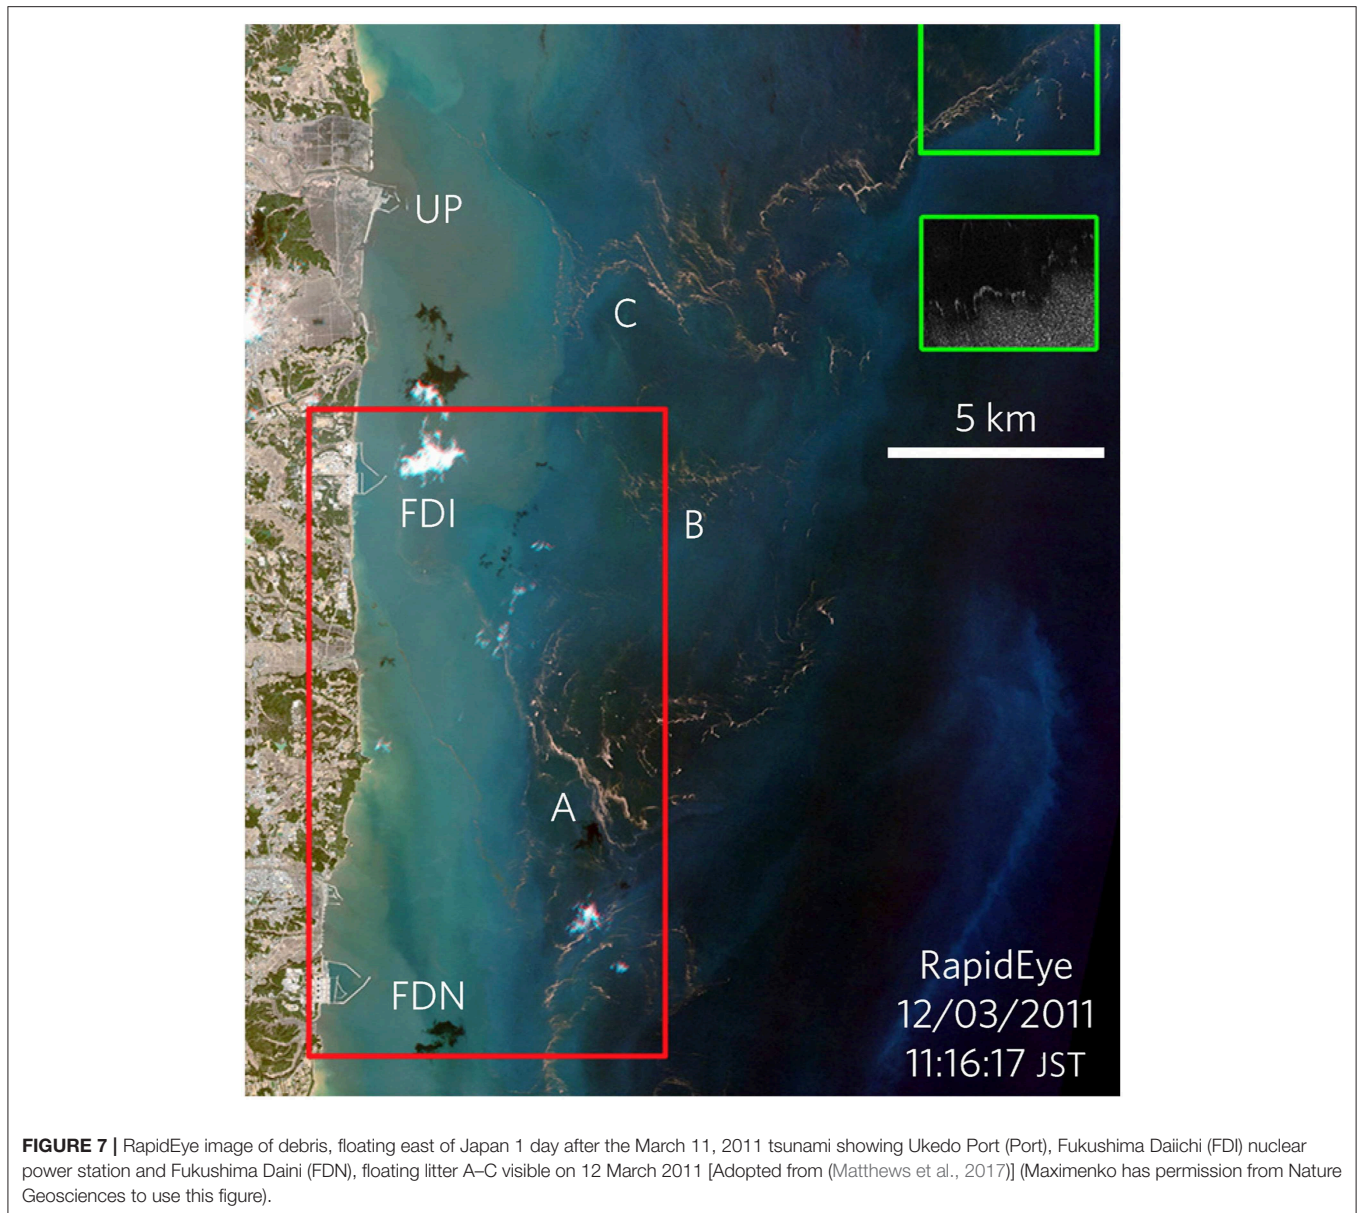 UP
C
5 km
FDI
B
A
FDN
RapidEye
12/03/2011
11:16:17 JST
FIGURE 7 | RapidEye image of debris, floating east of Japan 1 day after the March 11, 2011 tsunami showing Ukedo Port (Port), Fukushima Daiichi (FDI) nuclear
power station and Fukushima Daini (FDN), floating litter A–C visible on 12 March 2011 [Adopted from (Matthews et al., 2017)] (Maximenko has permission from Nature
Geosciences to use this figure).